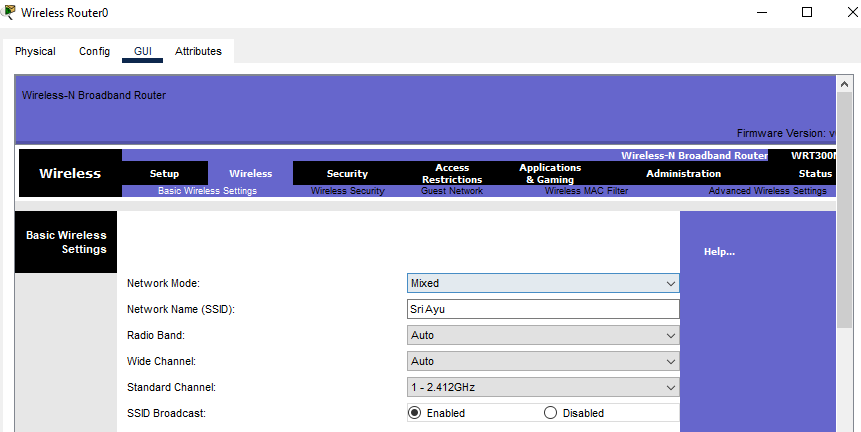 Wireless Router0
Physical Config GUI Attributes
Wireless-N Broadband Router
Firmware Version:
Wireless-N Broadband Router WRT300N
Wireless Setup Wireless Security Access Restrictions Applications & Gaming Administration Status
Basic Wireless Settings Wireless Security Guest Network Wireless MAC Filter Advanced Wireless Settings
Basic Wireless
Settings
Help...
Network Mode: Mixed
Network Name (SSID): Sri Ayu
Radio Band: Auto
Wide Channel: Auto
Standard Channel: 1 - 2.412GHz
SSID Broadcast: Enabled Disabled